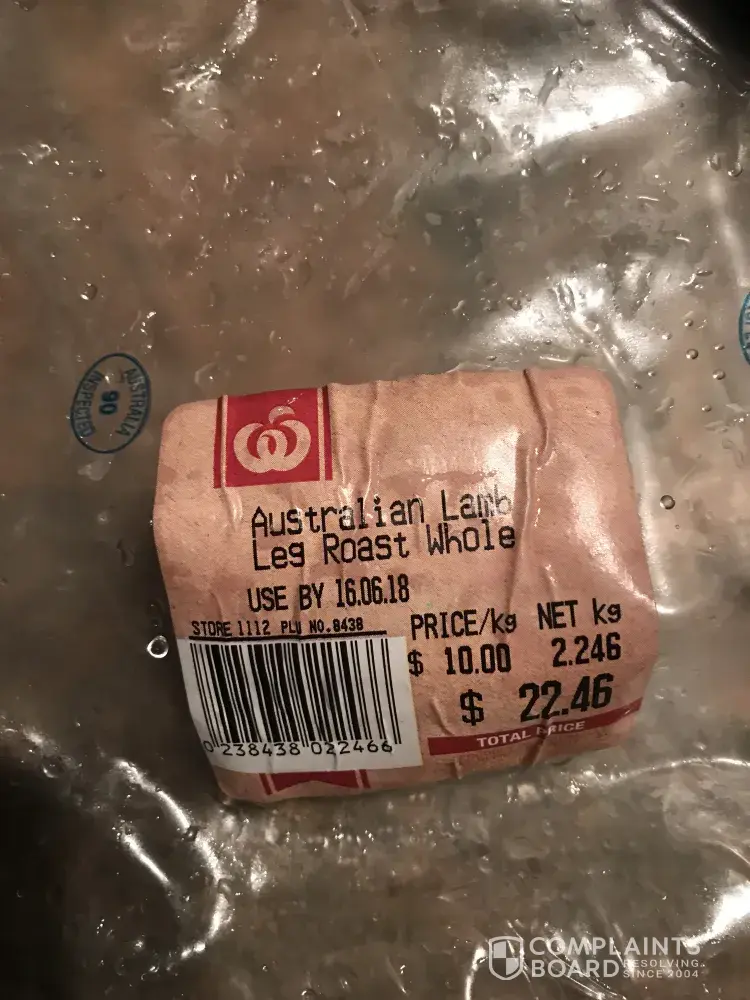 AUSTRALIA
90
INSPECTED
Australian Lamb
Leg Roast Whole
USE BY 16.06.18
STORE 1112 PLU NO.8438
PRICE/kg NET kg
$ 10.00 2.246
$ 22.46
TOTAL PRICE
0 238438 022466
COMPLAINTS
BOARD RESOLVING
SINCE 2004